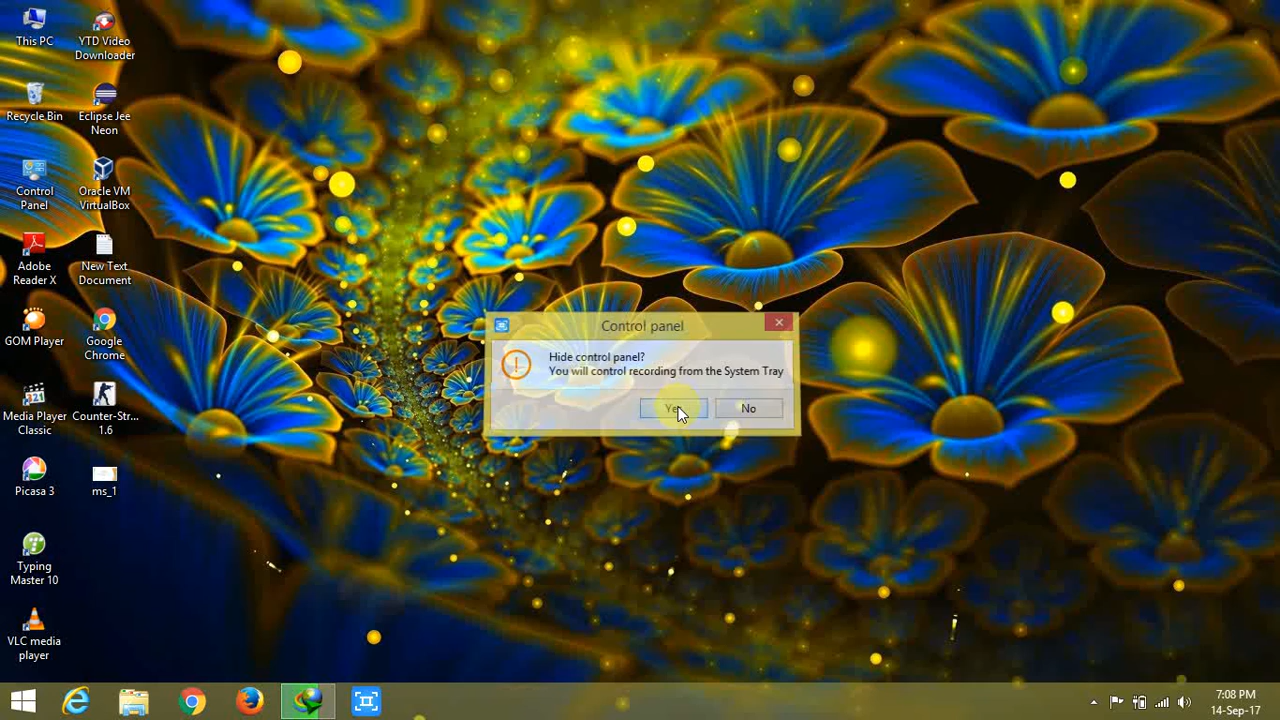 This PC
YTD Video
Downloader
Recycle Bin
Eclipse Jee
Neon
Control
Panel
Oracle VM
VirtualBox
Adobe
Reader X
New Text
Document
GOM Player
Google
Chrome
Media Player
Classic
Counter-Str...
1.6
Picasa 3
ms_1
Typing
Master 10
VLC media
player
Control panel
Hide control panel?
You will control recording from the System Tray
Yes
No
7:08 PM
14-Sep-17